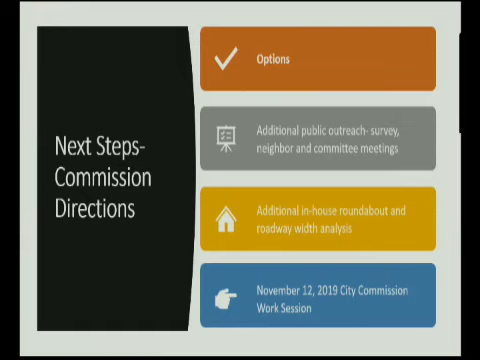 Next Steps-
Commission
Directions
Options
Additional public outreach- survey,
neighbor and committee meetings
Additional in-house roundabout and
roadway width analysis
November 12, 2019 City Commission
Work Session